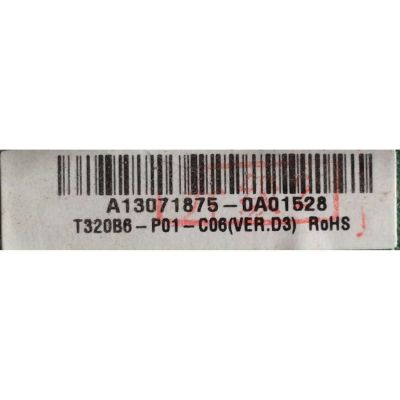 A13071875-0A01528
T320B6-P01-C06(VER.D3) RoHS